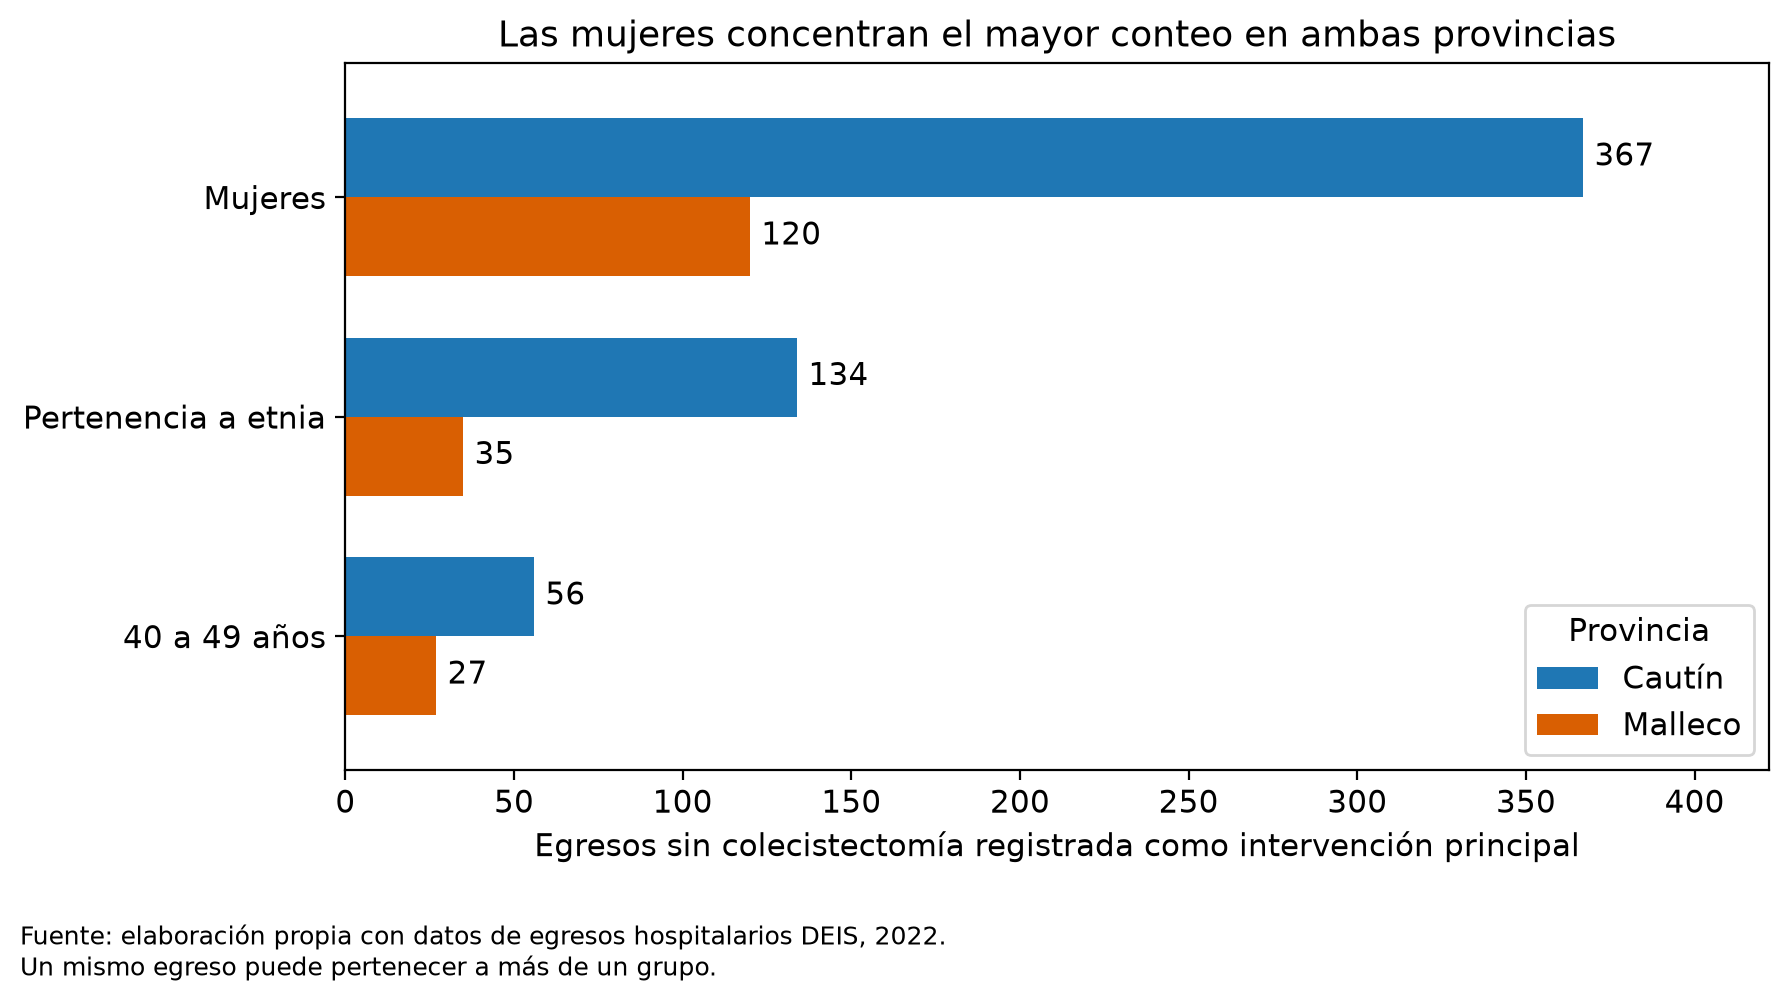 Las mujeres concentran el mayor conteo en ambas provincias
Mujeres
367
120
Pertenencia a etnia
134
35
40 a 49 años
56
27
Provincia
Cautín
Malleco
0 50 100 150 200 250 300 350 400
Egresos sin colecistectomía registrada como intervención principal
Fuente: elaboración propia con datos de egresos hospitalarios DEIS, 2022.
Un mismo egreso puede pertenecer a más de un grupo.